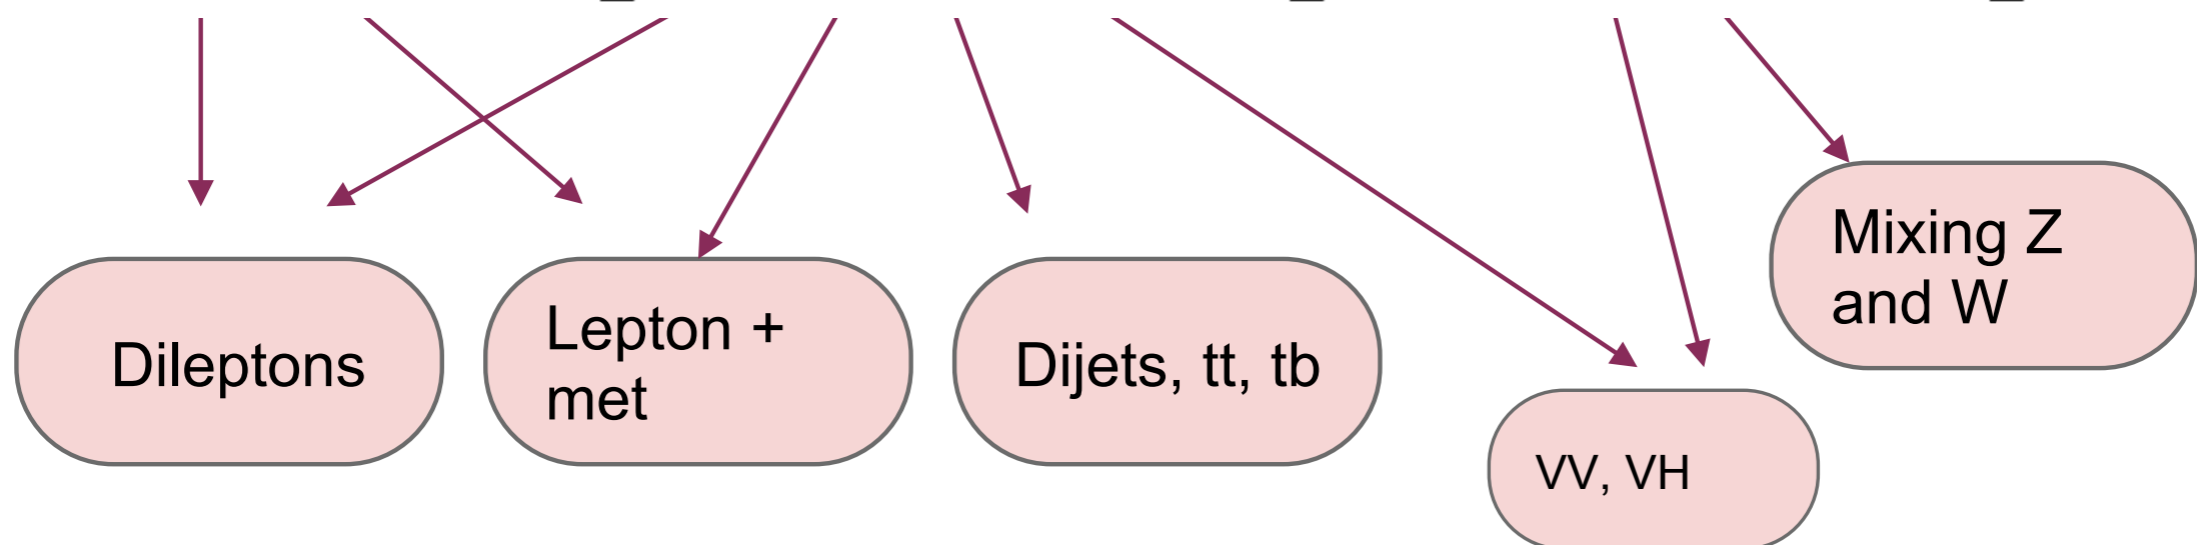 Mixing Z
and W
Dileptons
Lepton +
met
Dijets, tt, tb
VV, VH